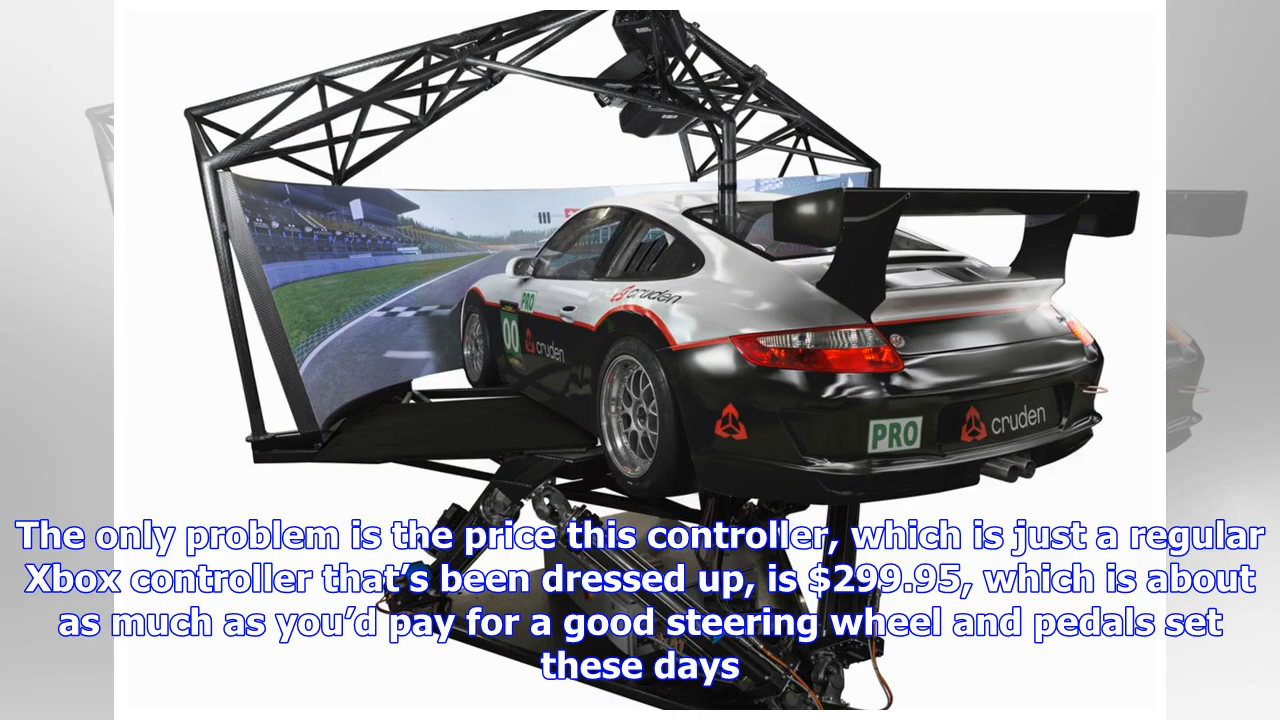 PRO
cruden
00
cruden
PRO
cruden
The only problem is the price this controller, which is just a regular
Xbox controller that’s been dressed up, is $299.95, which is about
as much as you’d pay for a good steering wheel and pedals set
these days